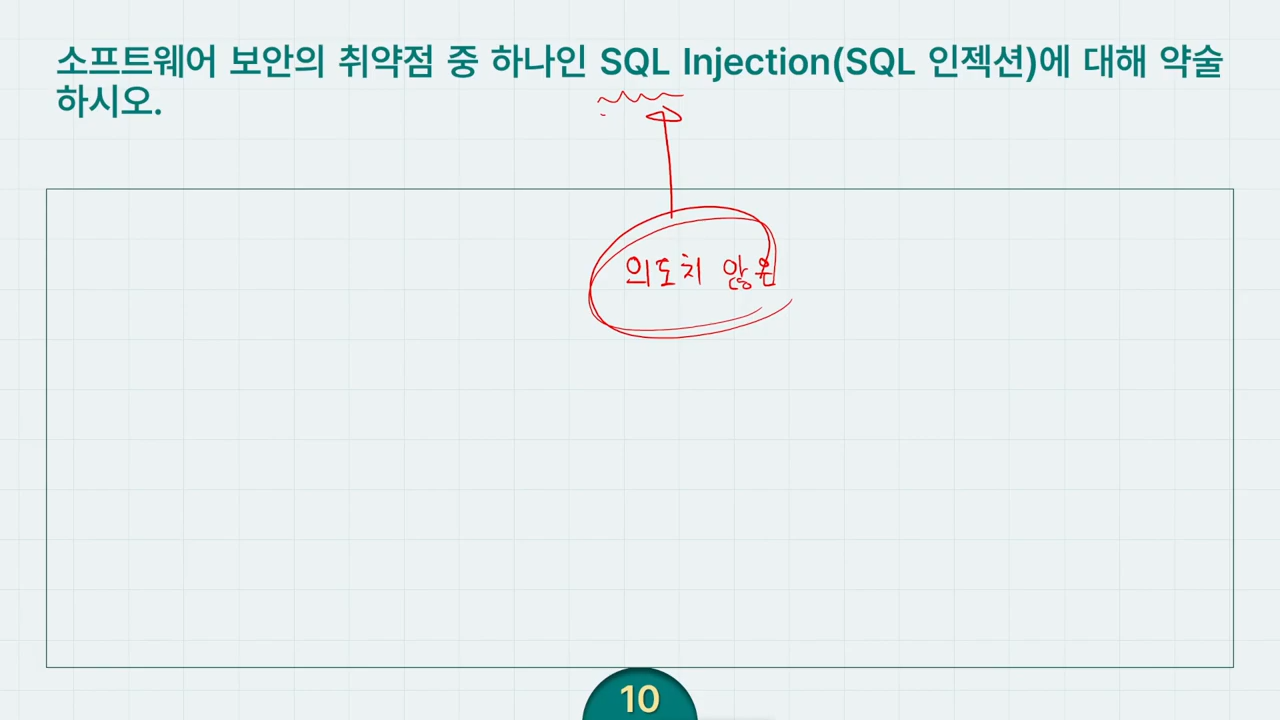 소프트웨어 보안의 취약점 중 하나인 SQL Injection(SQL 인젝션)에 대해 약술
하시오.
의도치 않은
10